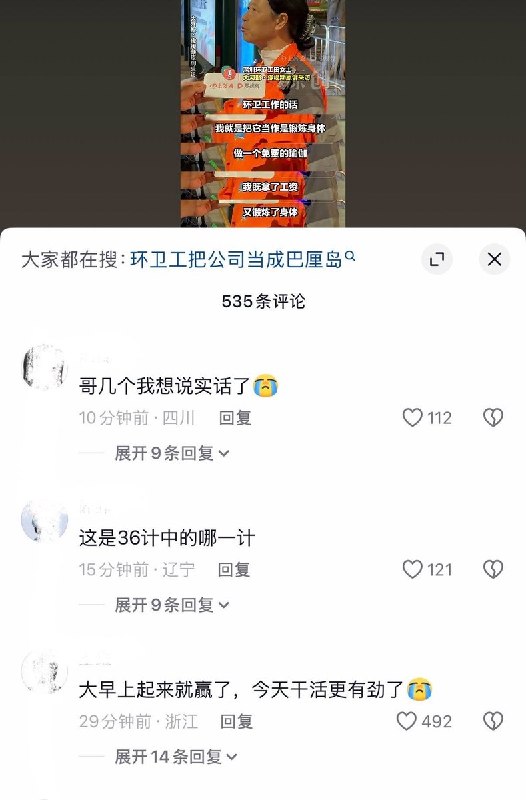 环卫工作的话
我就是把它当作是锻炼身体
做一个免费的瑜伽
我既拿了工资
又锻炼了身体
大家都在搜：环卫工把公司当成巴厘岛
535条评论
哥几个我想说实话了😭
10分钟前 · 四川 回复
112
展开9条回复
这是36计中的哪一计
15分钟前 · 辽宁 回复
121
展开9条回复
大早上起来就赢了，今天干活更有劲了😭
29分钟前 · 浙江 回复
492
展开14条回复